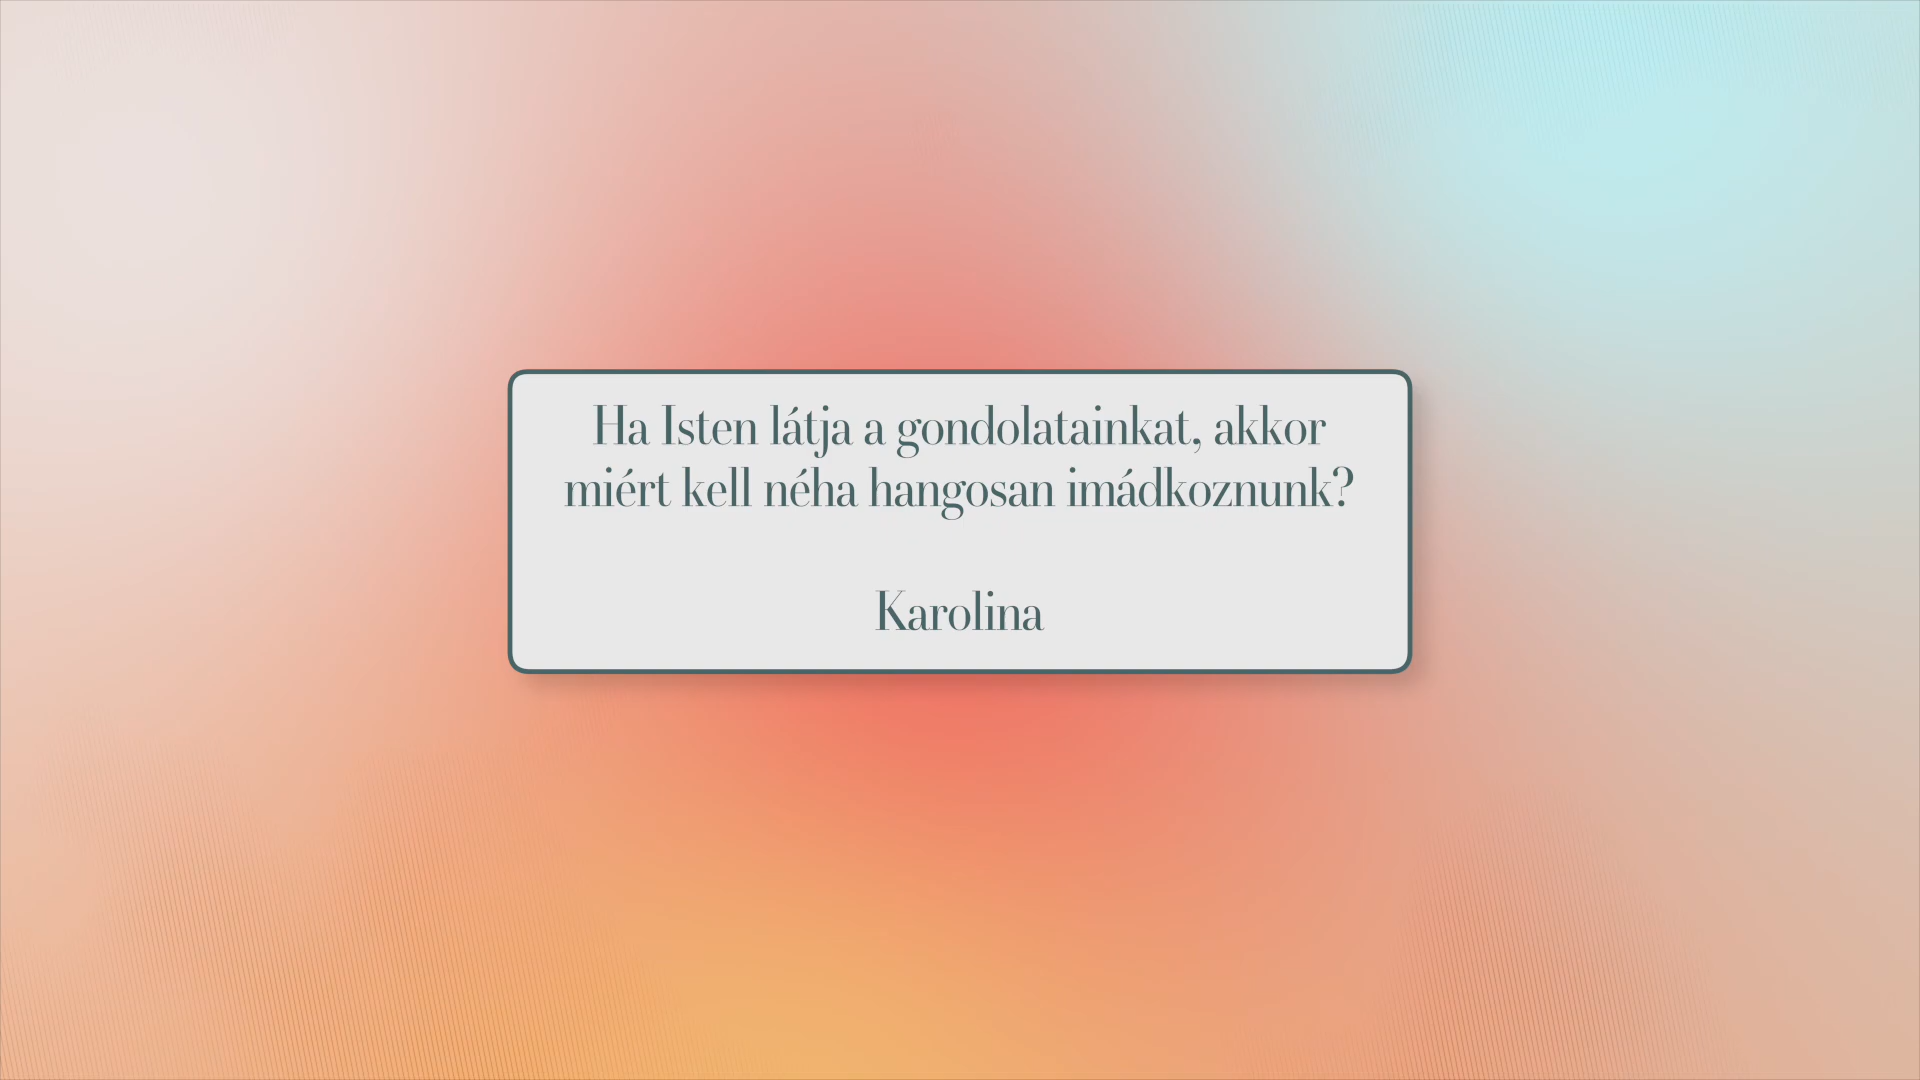 Ha Isten látja a gondolatainkat, akkor
miért kell néha hangosan imádkoznunk?
Karolina